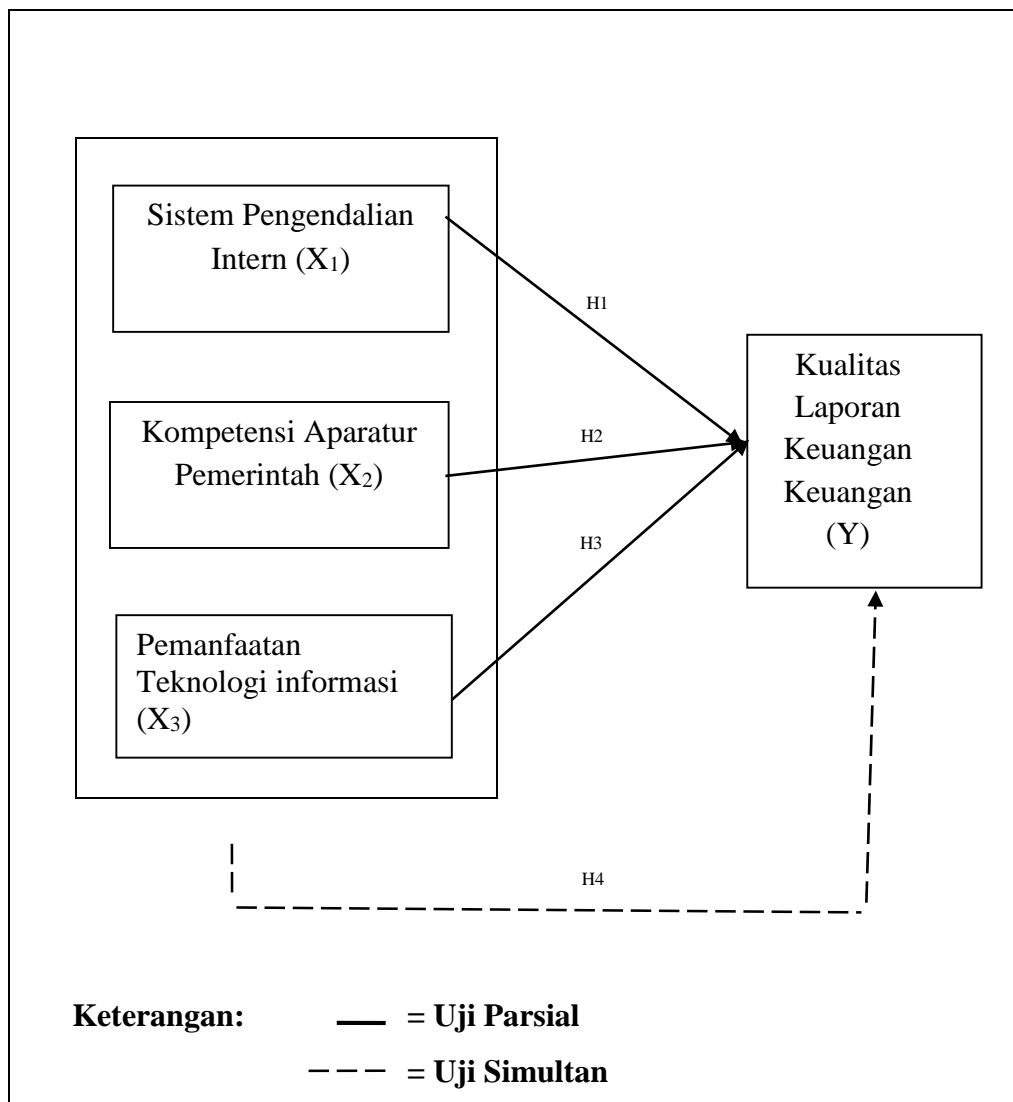 Sistem Pengendalian
Intern (X₁)
H1
Kualitas
Laporan
Keuangan
Keuangan
(Y)
Kompetensi Aparatur
Pemerintah (X₂)
H2
H3
Pemanfaatan
Teknologi informasi
(X₃)
H4
Keterangan:
= Uji Parsial
= Uji Simultan